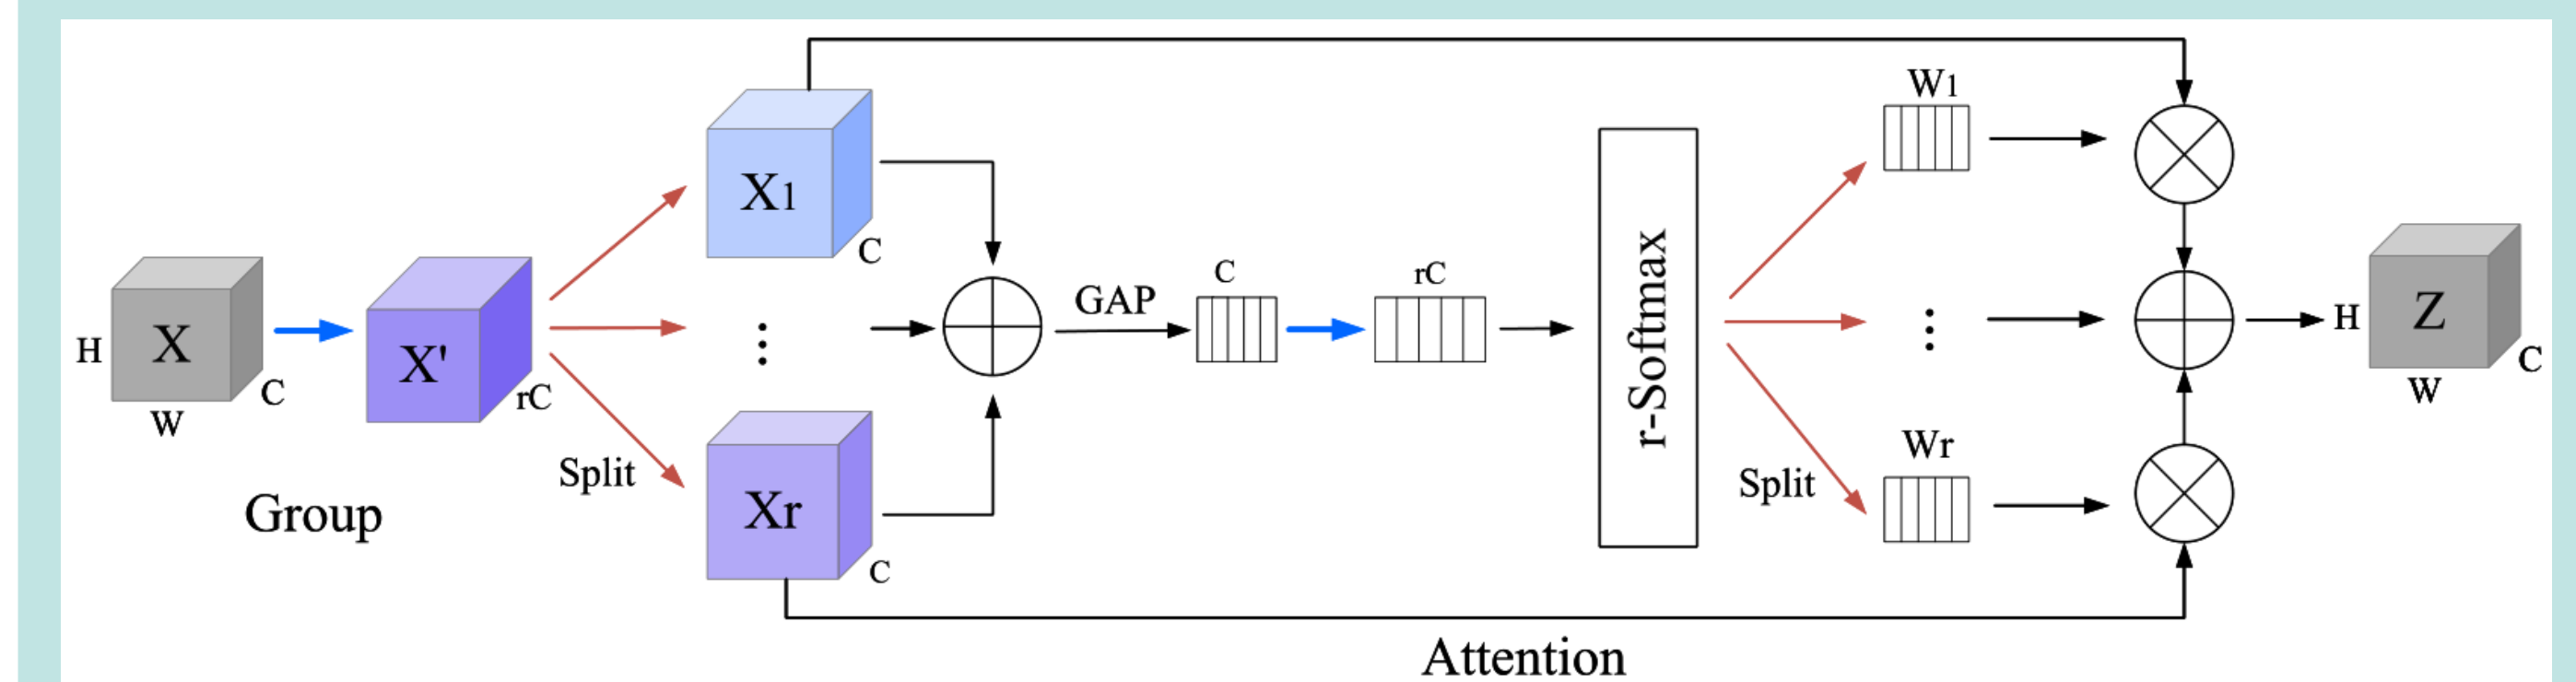 H
X
W
C
Group
X'
rC
Split
X1
C
⋮
Xr
C
GAP
C
rC
r-Softmax
Split
W1
⋮
Wr
Attention
H
Z
W
C